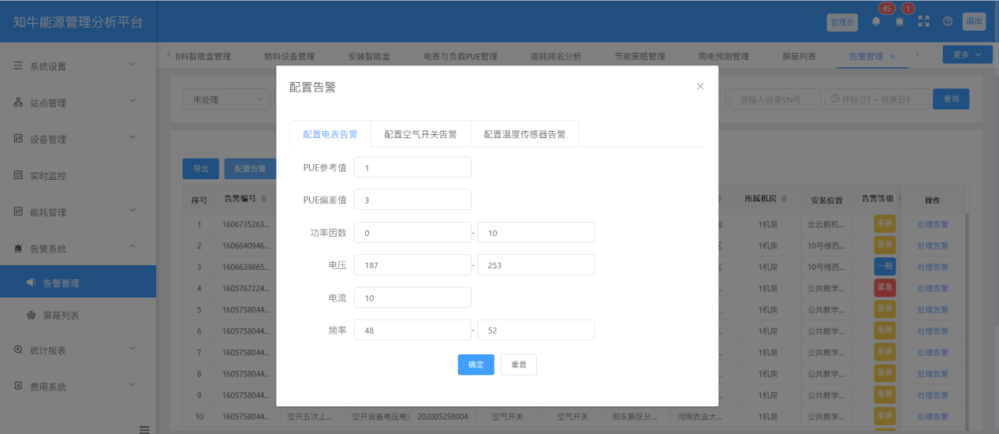 知牛能源管理分析平台
45
1
管理员
退出
系统设置
站点管理
设备管理
实时监控
能耗管理
告警系统
告警管理
屏蔽列表
统计报表
费用系统
物料智能盒管理 物料设备管理 安装智能盒 电表与负载PUE管理 能耗排名分析 节能策略管理 用电预测管理 屏蔽列表 告警管理 × 更多
未处理 请输入设备SN号 开始日期 - 结束日期 查询
导出 配置告警
配置告警
配置电表告警 配置空气开关告警 配置温度传感器告警
PUE参考值 1
PUE偏差值 3
功率因数 0 - 10
电压 187 - 253
电流 10
频率 48 - 52
确定 重置
序号 告警编号 所属机房 安装位置 告警等级 操作
1 1606735263... 1机房 北云鹤机... 重要 处理告警
2 1606640946... 1机房 10号楼西... 重要 处理告警
3 1606639865... 1机房 10号楼西... 一般 处理告警
4 1605767224... 1机房 公共教学... 紧急 处理告警
5 1605758044... 1机房 公共教学... 重要 处理告警
6 1605758044... 1机房 公共教学... 重要 处理告警
7 1605758044... 1机房 公共教学... 重要 处理告警
8 1605758044... 1机房 公共教学... 重要 处理告警
9 1605758044... 1机房 公共教学... 重要 处理告警
10 1605758044... 空开五次上... 空开设备电压电 202005258004 空气开关 空气开关 郑东新区分... 河南农业大... 1机房 公共教学... 重要 处理告警